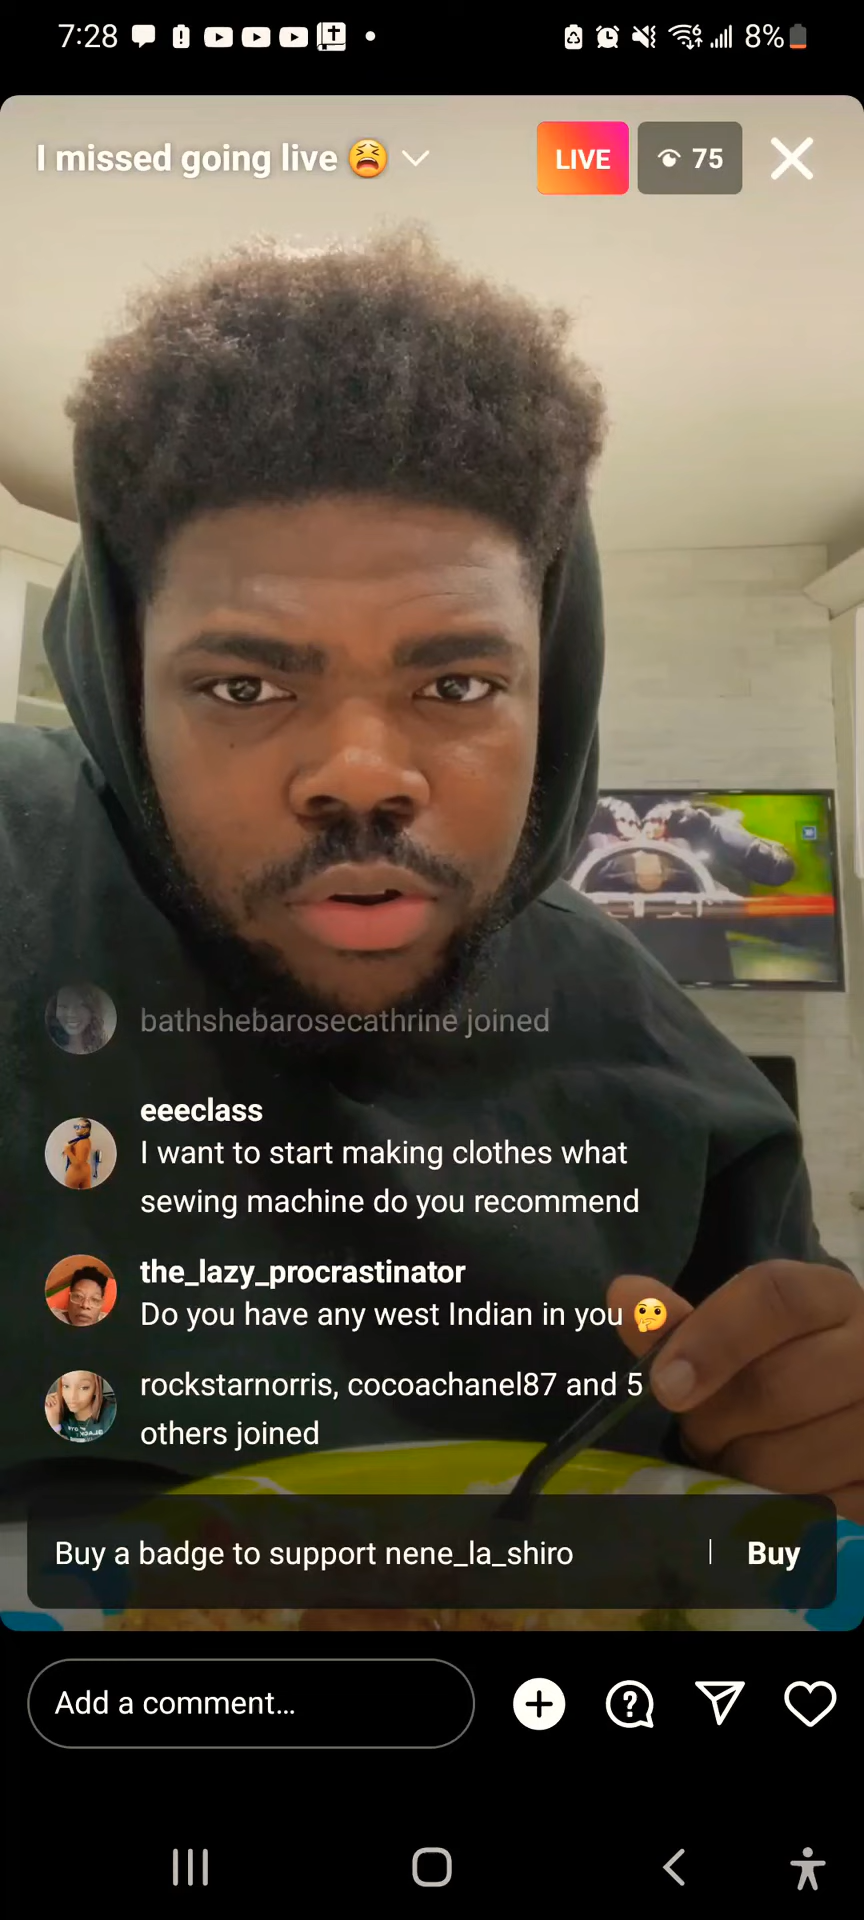 7:28
8%
I missed going live 😫
LIVE
75
bathshebarosecathrine joined
eeeclass
I want to start making clothes what
sewing machine do you recommend
the_lazy_procrastinator
Do you have any west Indian in you 🤔
rockstarnorris, cocoachanel87 and 5
others joined
Buy a badge to support nene_la_shiro | Buy
Add a comment...